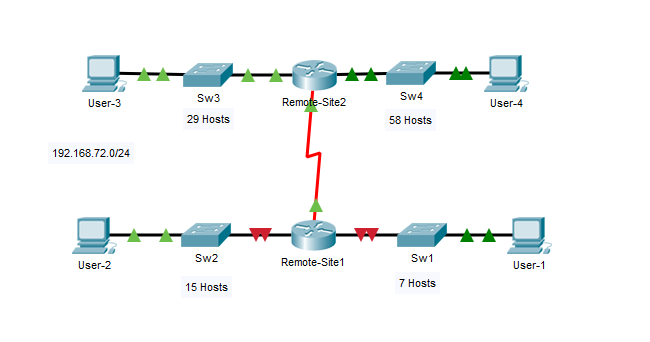 User-3
Sw3
Remote-Site2
Sw4
User-4
29 Hosts
58 Hosts
192.168.72.0/24
User-2
Sw2
Remote-Site1
Sw1
User-1
15 Hosts
7 Hosts